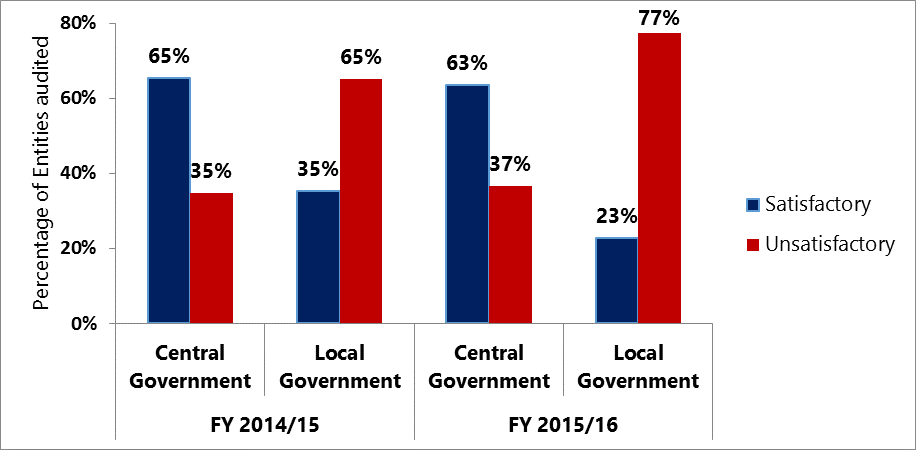 Percentage of Entities audited
80%
60%
40%
20%
0%
65%
35%
35%
65%
63%
37%
23%
77%
Central Government
Local Government
Central Government
Local Government
FY 2014/15
FY 2015/16
Satisfactory
Unsatisfactory